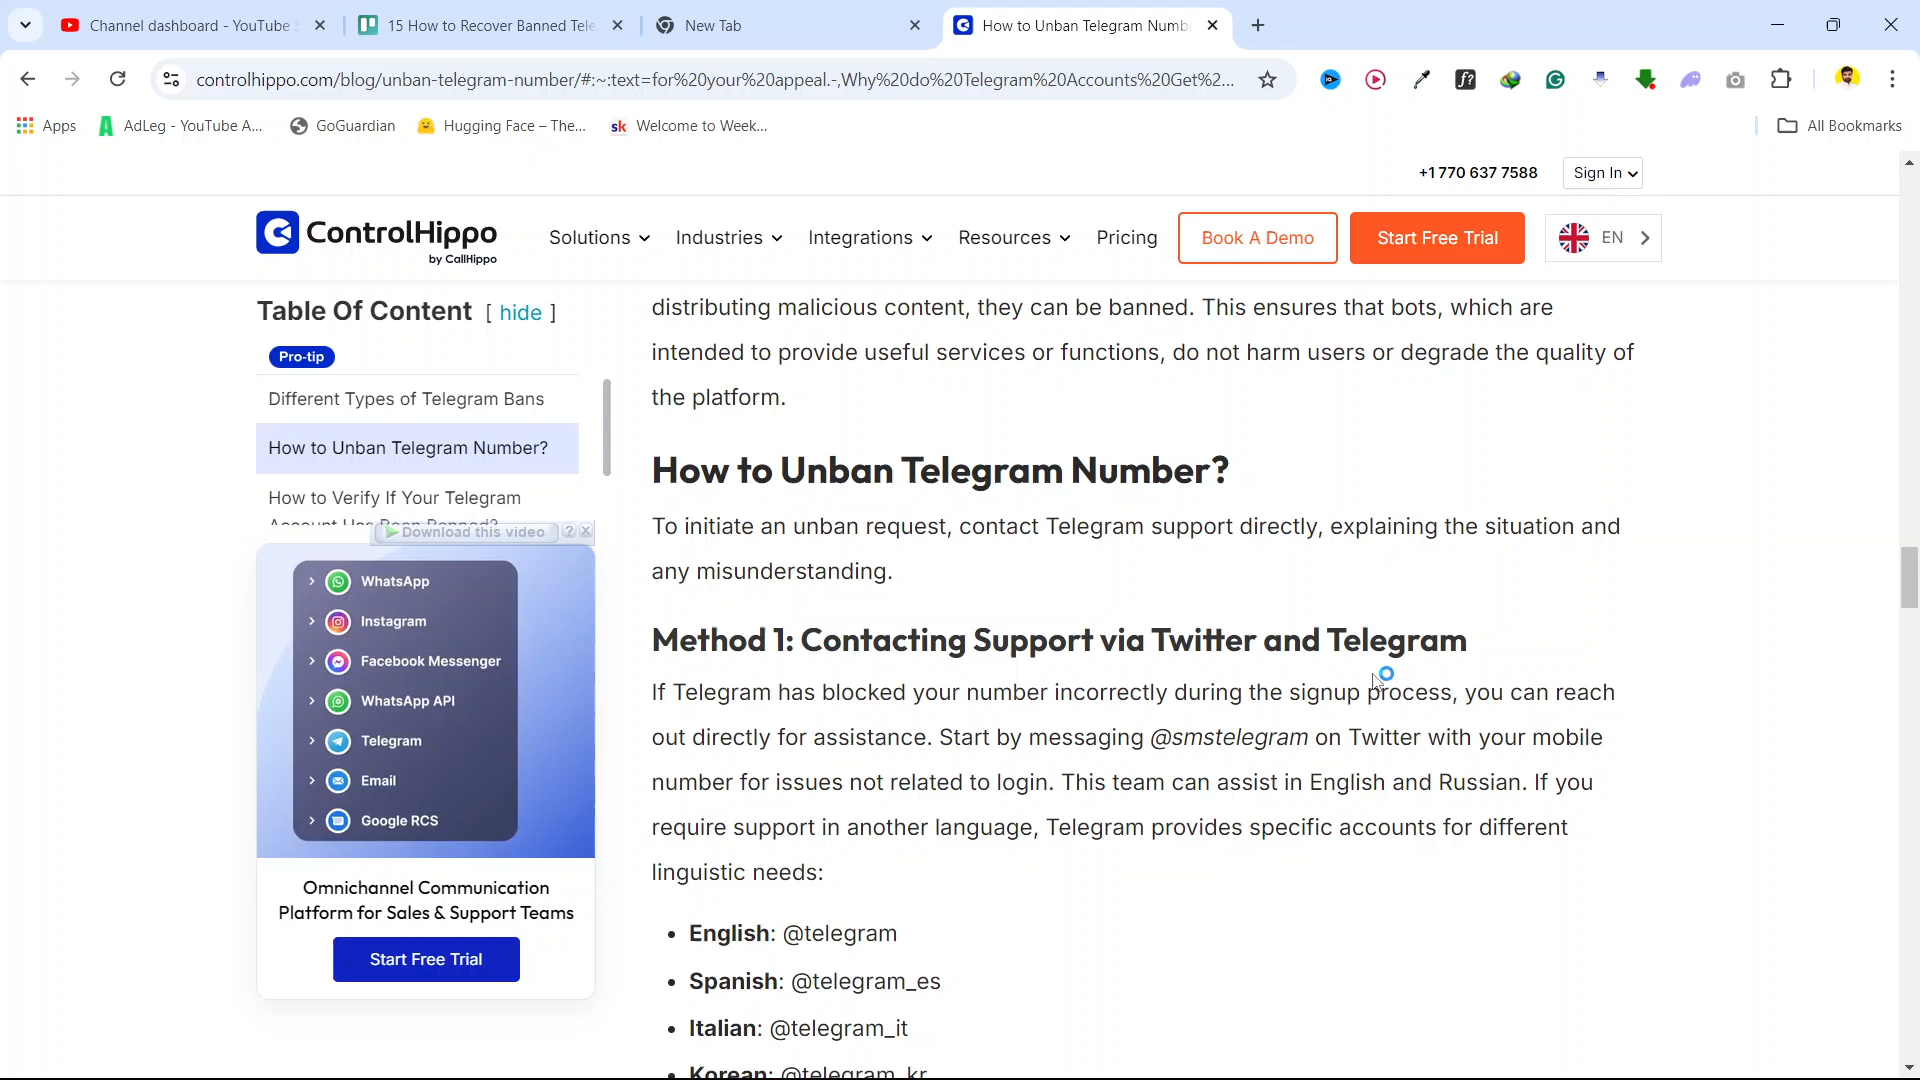 Channel dashboard - YouTube S
15 How to Recover Banned Tele
New Tab
How to Unban Telegram Numb
controlhippo.com/blog/unban-telegram-number/#:~:text=for%20your%20appeal.-,Why%20do%20Telegram%20Accounts%20Get%2...
Apps
AdLeg - YouTube A...
GoGuardian
Hugging Face – The...
sk Welcome to Week...
All Bookmarks
+1 770 637 7588
Sign In
ControlHippo
by CallHippo
Solutions
Industries
Integrations
Resources
Pricing
Book A Demo
Start Free Trial
EN
Table Of Content [ hide ]
Pro-tip
Different Types of Telegram Bans
How to Unban Telegram Number?
How to Verify If Your Telegram
Account Has Been Banned?
Download this video
WhatsApp
Instagram
Facebook Messenger
WhatsApp API
Telegram
Email
Google RCS
Omnichannel Communication
Platform for Sales & Support Teams
Start Free Trial
distributing malicious content, they can be banned. This ensures that bots, which are
intended to provide useful services or functions, do not harm users or degrade the quality of
the platform.
How to Unban Telegram Number?
To initiate an unban request, contact Telegram support directly, explaining the situation and
any misunderstanding.
Method 1: Contacting Support via Twitter and Telegram
If Telegram has blocked your number incorrectly during the signup process, you can reach
out directly for assistance. Start by messaging @smstelegram on Twitter with your mobile
number for issues not related to login. This team can assist in English and Russian. If you
require support in another language, Telegram provides specific accounts for different
linguistic needs:
• English: @telegram
• Spanish: @telegram_es
• Italian: @telegram_it
• Korean: @telegram_kr